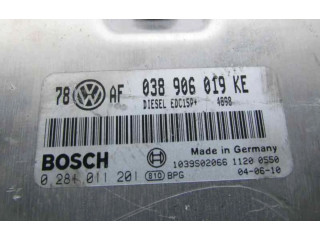 78 AF 038 906 019 KE
DIESEL EDC15P+ 4898
BOSCH
Made in Germany
1039S02066 1120 0550
0 281 011 201 810 BPG 04-06-10